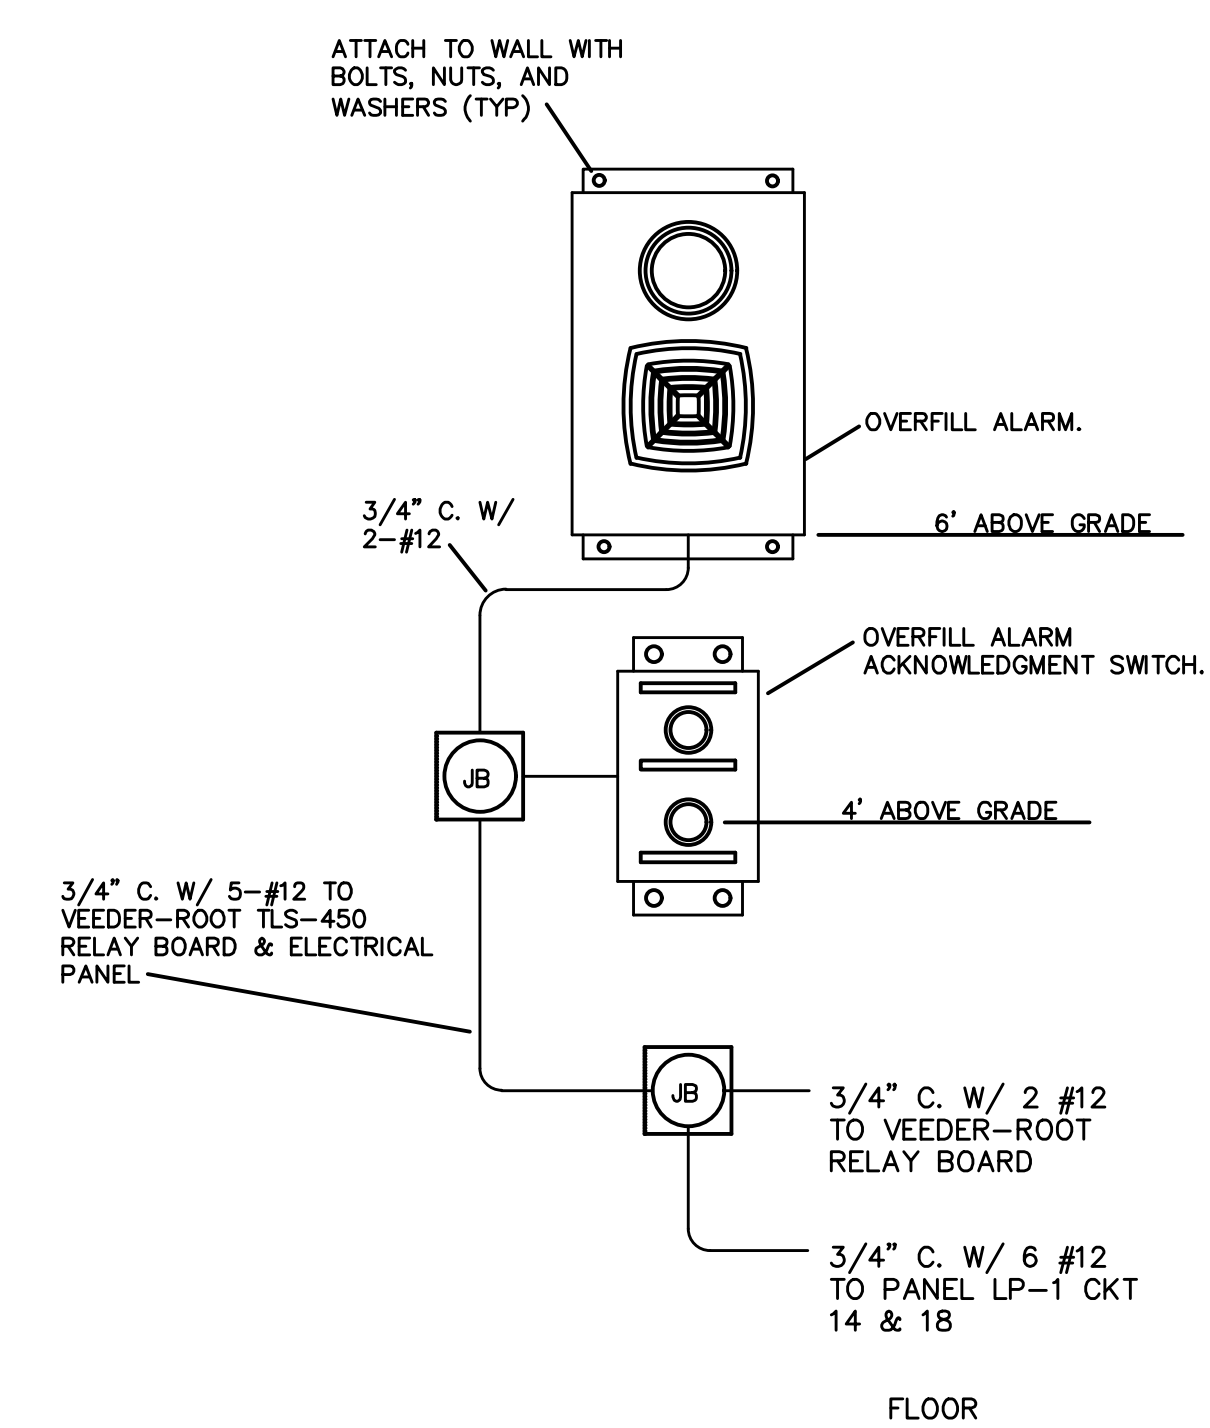 ATTACH TO WALL WITH
BOLTS, NUTS, AND
WASHERS (TYP)
OVERFILL ALARM.
3/4" C. W/
2-#12
6' ABOVE GRADE
OVERFILL ALARM
ACKNOWLEDGMENT SWITCH.
JB
4' ABOVE GRADE
3/4" C. W/ 5-#12 TO
VEEDER-ROOT TLS-450
RELAY BOARD & ELECTRICAL
PANEL
JB
3/4" C. W/ 2 #12
TO VEEDER-ROOT
RELAY BOARD
3/4" C. W/ 6 #12
TO PANEL LP-1 CKT
14 & 18
FLOOR